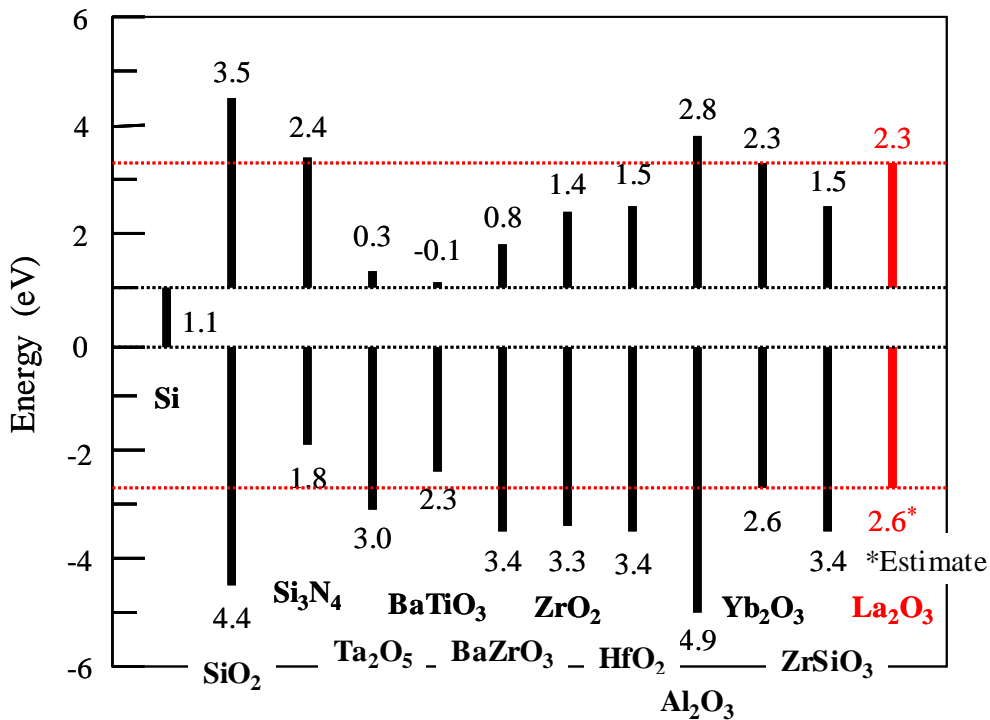 6
3.5
2.8
2.4
2.3
2.3
4
1.4
1.5
1.5
0.8
0.3
-0.1
2
Energy (eV)
1.1
0
Si
-2
1.8
2.3
2.6
2.6*
3.0
3.4
3.3
3.4
3.4
*Estimate
-4
Si₃N₄
BaTiO₃
ZrO₂
Yb₂O₃
La₂O₃
4.4
4.9
Ta₂O₅
BaZrO₃
HfO₂
ZrSiO₃
-6
SiO₂
Al₂O₃